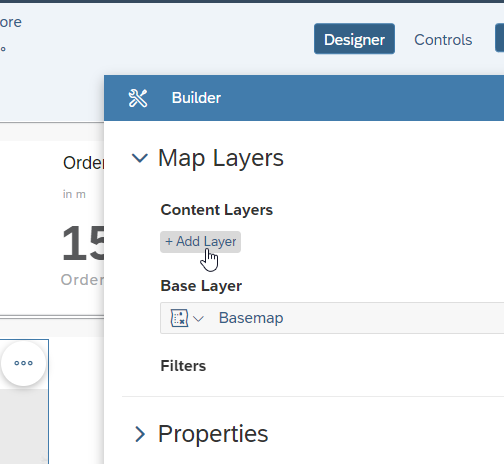 ore
Designer Controls
Builder
Map Layers
Order
in m
Content Layers
+ Add Layer
15
Order
Base Layer
Basemap
Filters
Properties